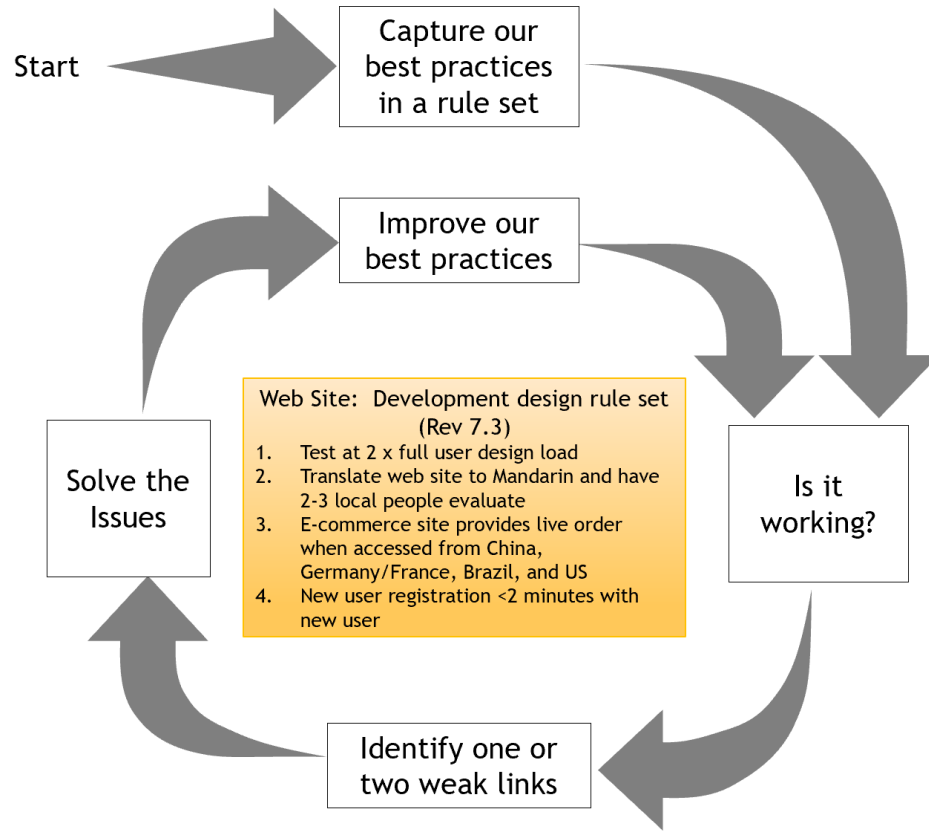 Start
Capture our
best practices
in a rule set
Improve our
best practices
Web Site:  Development design rule set
(Rev 7.3)
1. Test at 2 x full user design load
2. Translate web site to Mandarin and have
2-3 local people evaluate
3. E-commerce site provides live order
when accessed from China,
Germany/France, Brazil, and US
4. New user registration <2 minutes with
new user
Solve the
Issues
Is it
working?
Identify one or
two weak links